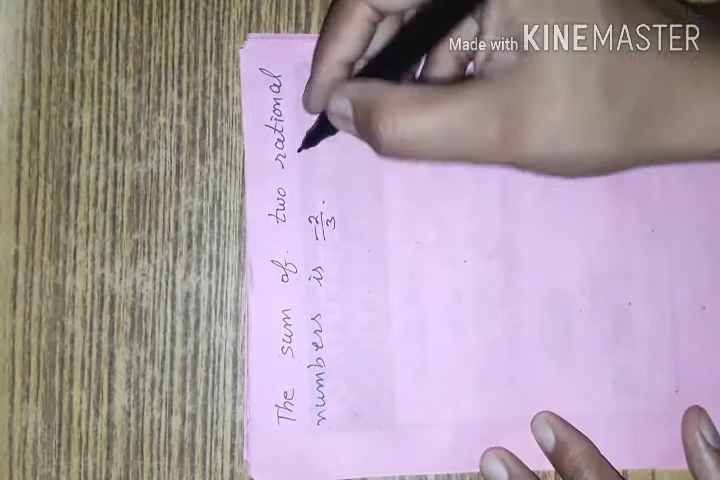 Made with KINEMASTER
The sum of two rational
numbers is -2/3.